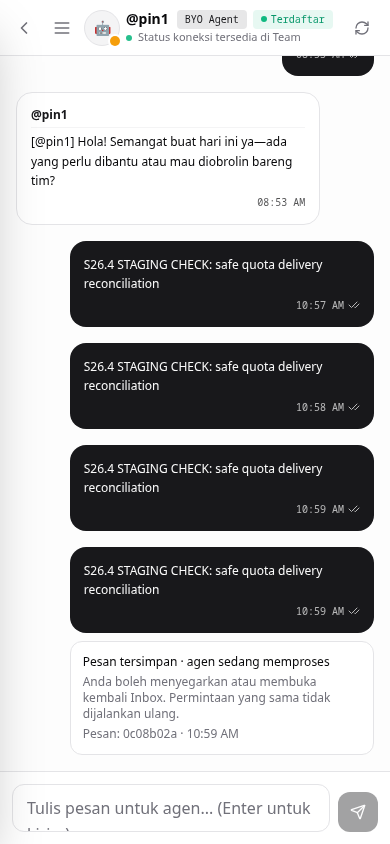 @pin1 BYO Agent Terdaftar
Status koneksi tersedia di Team
@pin1
[@pin1] Hola! Semangat buat hari ini ya—ada
yang perlu dibantu atau mau diobrolin bareng
tim?
08:53 AM
S26.4 STAGING CHECK: safe quota delivery
reconciliation
10:57 AM
S26.4 STAGING CHECK: safe quota delivery
reconciliation
10:58 AM
S26.4 STAGING CHECK: safe quota delivery
reconciliation
10:59 AM
S26.4 STAGING CHECK: safe quota delivery
reconciliation
10:59 AM
Pesan tersimpan · agen sedang memproses
Anda boleh menyegarkan atau membuka
kembali Inbox. Permintaan yang sama tidak
dijalankan ulang.
Pesan: 0c08b02a · 10:59 AM
Tulis pesan untuk agen... (Enter untuk